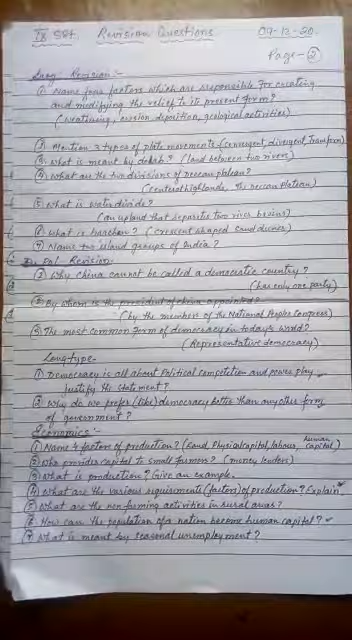 IX SST Revision Questions 09-12-20
Page-②
Geog Revision:-
① Name four factors which are responsible for creating
and modifying the relief to its present form?
(weathering, erosion, deposition, geological activities)
② Mention 3 types of plate movements (convergent, divergent, Transform)
③ What is meant by doab? (land between two rivers)
④ What are the two divisions of Deccan plateau?
(central highlands, the Deccan Plateau)
⑤ What is water divide?
(an upland that separates two river basins)
⑥ What is barchan? (crescent shaped sand dunes)
⑦ Name two island groups of India?
Pol Revision
① Why China cannot be called a democratic country?
(has only one party)
② By whom is the president of china appointed?
(by the members of the National Peoples Congress)
③ The most common form of democracy in today's world?
(Representative democracy)
Long type-
① Democracy is all about Political competition and power play
Justify the statement?
② Why do we prefer (like) democracy better than any other form
of government?
Economics:-
① Name 4 factors of production? (Land, Physical capital, labour, human capital)
② Who provides capital to small farmers? (money lenders)
③ What is production? Give an example.
④ What are the various requirements (factors) of production? Explain
⑤ What are the non farming activities in rural areas?
⑥ How can the population of a nation become human capital?
⑦ What is meant by seasonal unemployment?